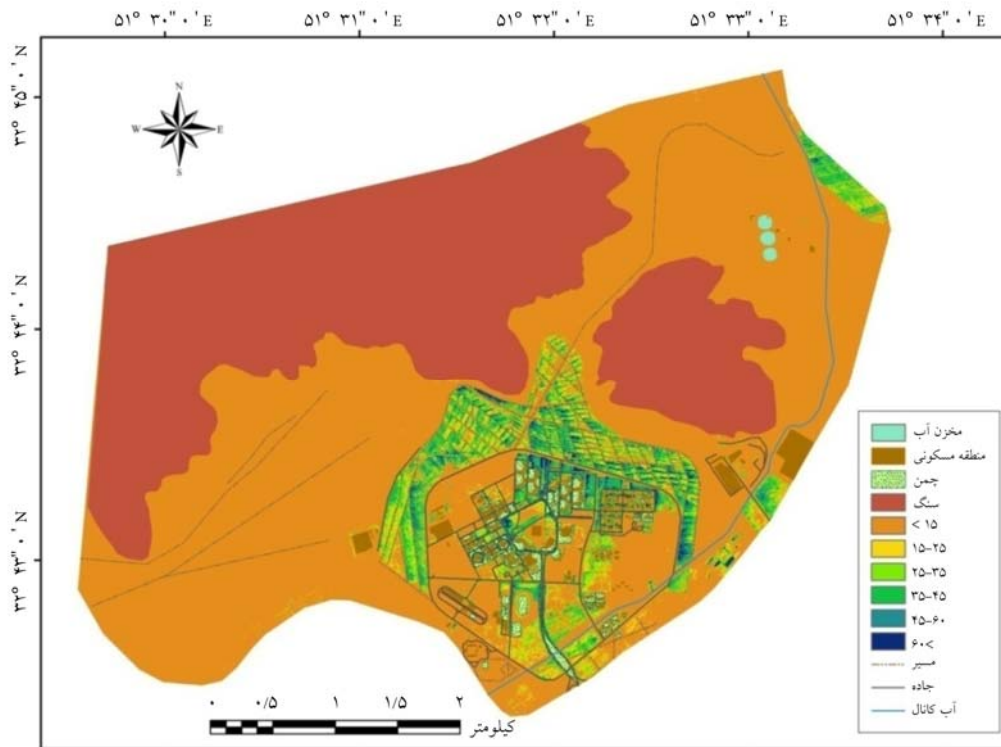 ۵۱° ۳۰' ۰' E
۵۱° ۳۱' ۰' E
۵۱° ۳۲' ۰' E
۵۱° ۳۳' ۰' E
۵۱° ۳۴' ۰' E
۳۲° ۴۵' ۰' N
۳۲° ۴۴' ۰' N
۳۲° ۴۳' ۰' N
N
W
E
S
مخزن آب
منطقه مسکونی
چمن
سنگ
< ۱۵
۱۵-۲۵
۲۵-۳۵
۳۵-۴۵
۴۵-۶۰
۶۰>
مسیر
جاده
آب کانال
۰ ۰/۵ ۱ ۱/۵ ۲
کیلومتر